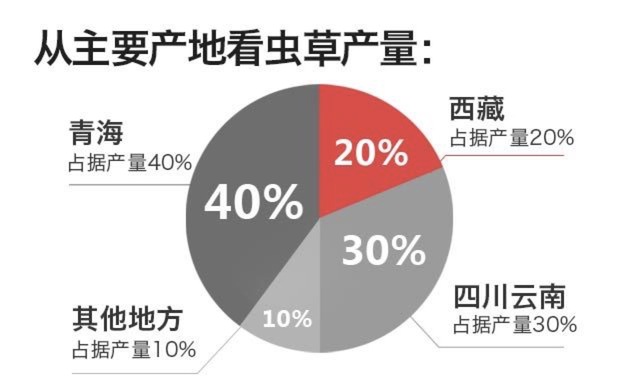 从主要产地看虫草产量：
西藏
占据产量20%
青海
占据产量40%
20%
40%
30%
10%
四川云南
占据产量30%
其他地方
占据产量10%